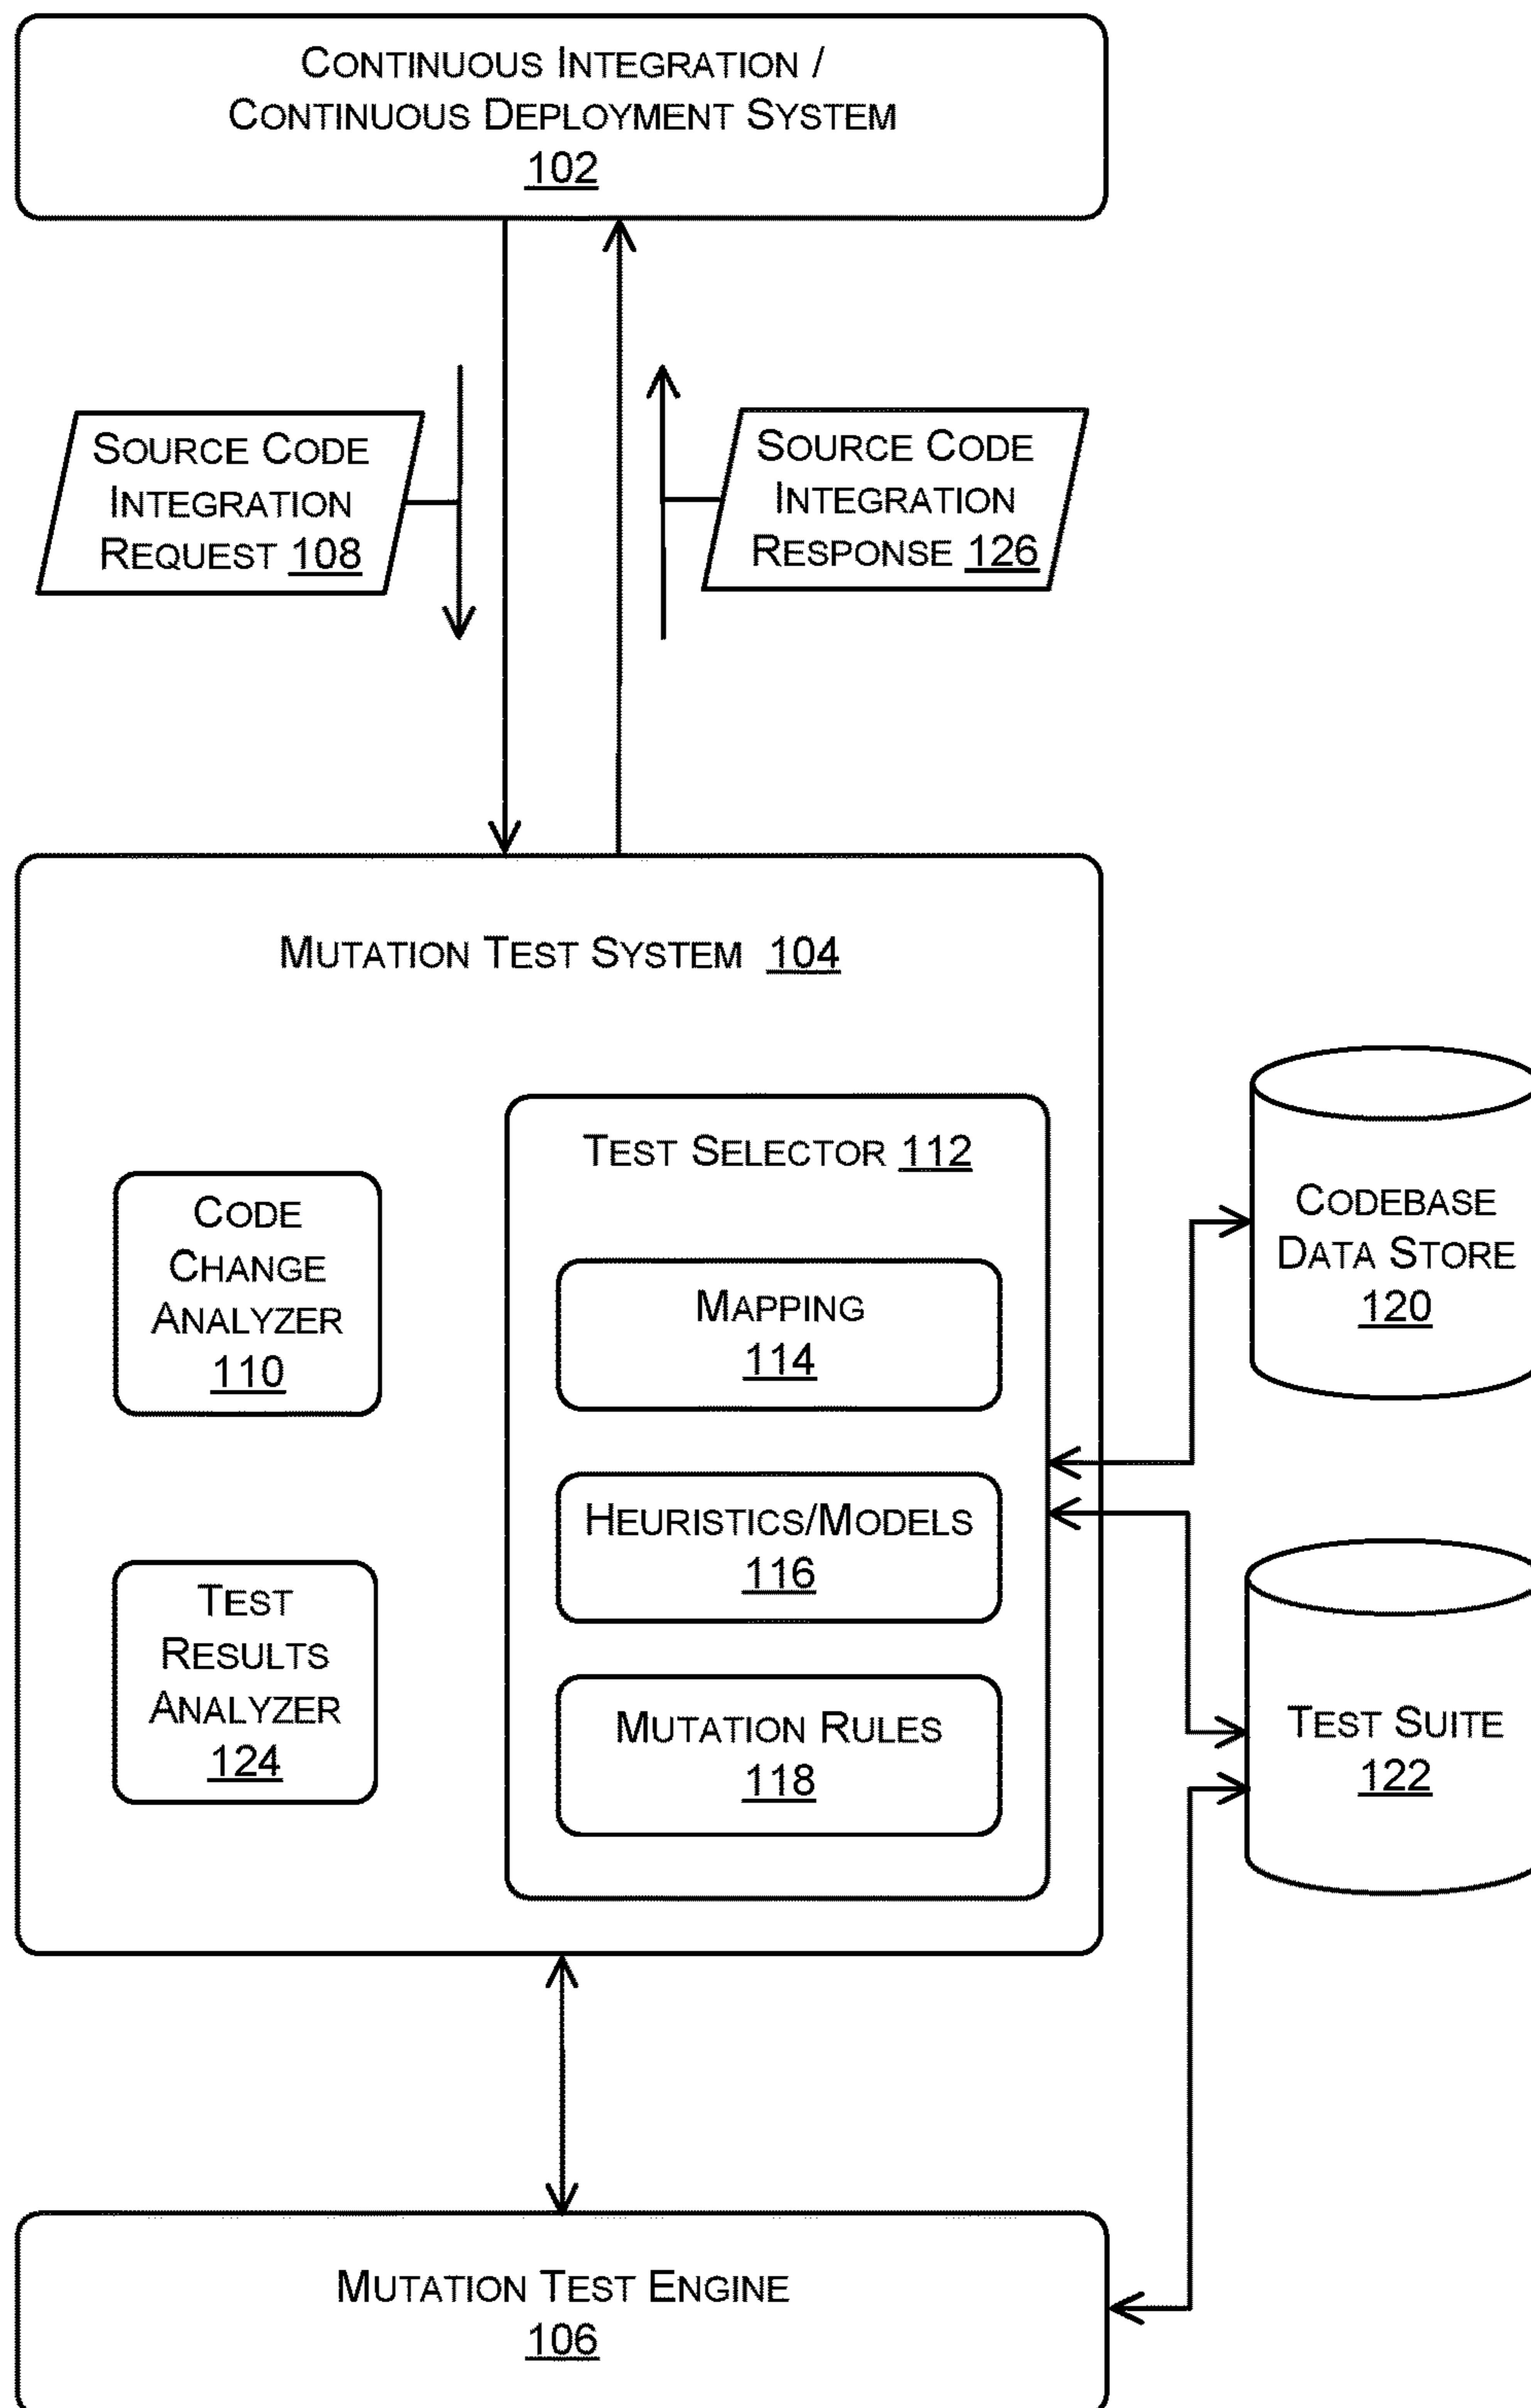 CONTINUOUS INTEGRATION /
CONTINUOUS DEPLOYMENT SYSTEM
102
SOURCE CODE
INTEGRATION
REQUEST 108
SOURCE CODE
INTEGRATION
RESPONSE 126
MUTATION TEST SYSTEM 104
CODE
CHANGE
ANALYZER
110
TEST SELECTOR 112
MAPPING
114
HEURISTICS/MODELS
116
MUTATION RULES
118
TEST
RESULTS
ANALYZER
124
CODEBASE
DATA STORE
120
TEST SUITE
122
MUTATION TEST ENGINE
106